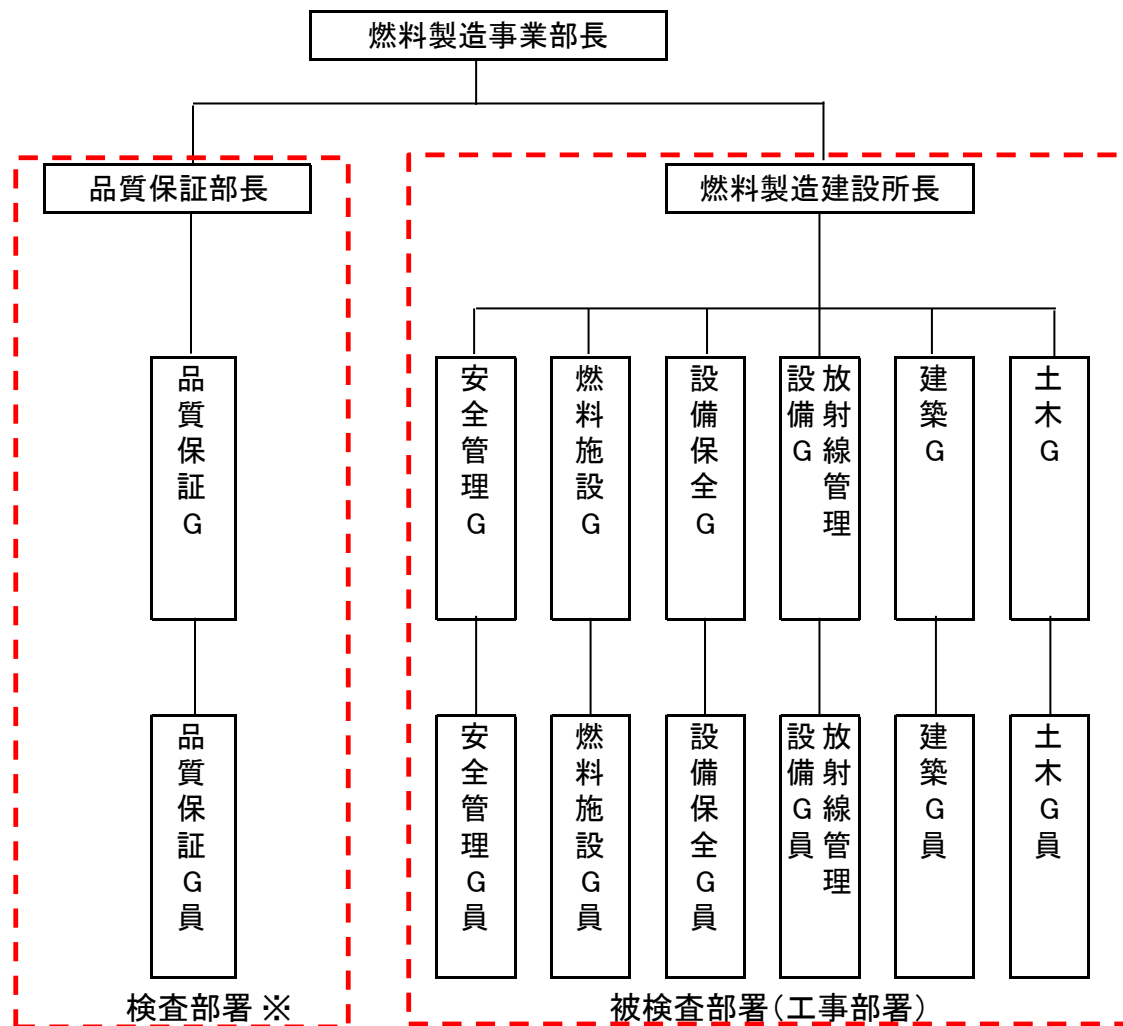 燃料製造事業部長
品質保証部長
燃料製造建設所長
品質保証G
安全管理G
燃料施設G
設備保全G
放射線管理
設備G
建築G
土木G
品質保証G員
安全管理G員
燃料施設G員
設備保全G員
放射線管理
設備G員
建築G員
土木G員
検査部署※
被検査部署(工事部署)